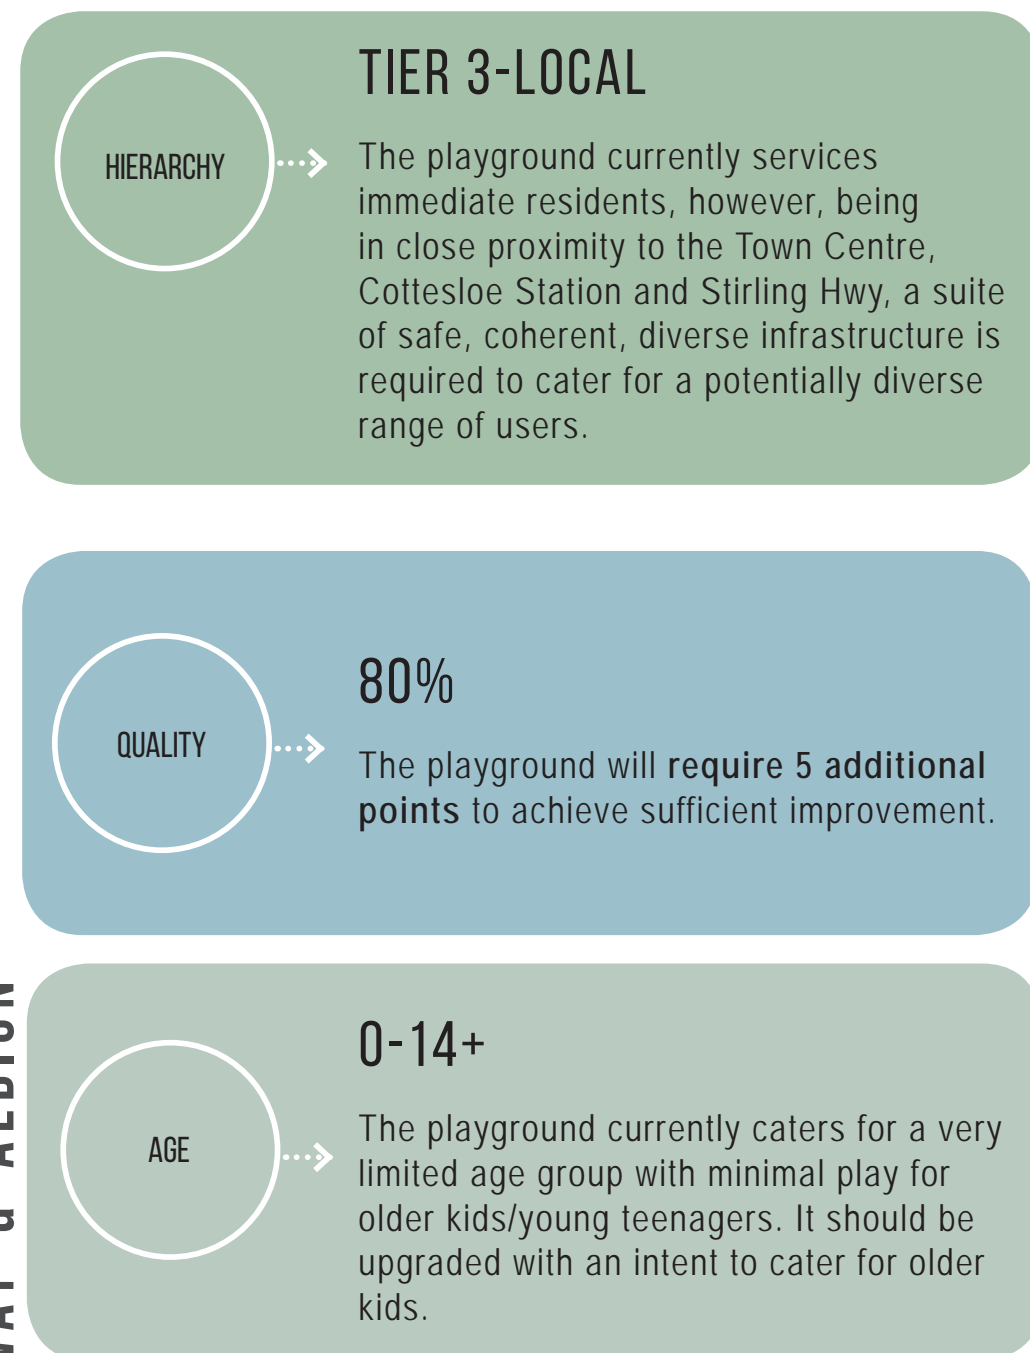 HIERARCHY
TIER 3-LOCAL
The playground currently services
immediate residents, however, being
in close proximity to the Town Centre,
Cottesloe Station and Stirling Hwy, a suite
of safe, coherent, diverse infrastructure is
required to cater for a potentially diverse
range of users.
QUALITY
80%
The playground will require 5 additional
points to achieve sufficient improvement.
AGE
0-14+
The playground currently caters for a very
limited age group with minimal play for
older kids/young teenagers. It should be
upgraded with an intent to cater for older
kids.